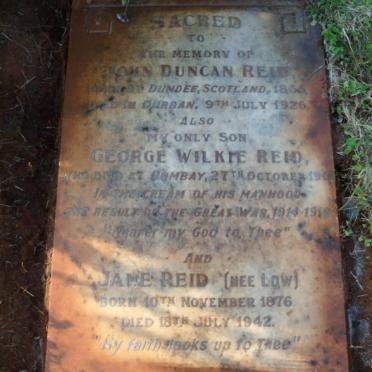 SACRED
TO
THE MEMORY OF
JOHN DUNCAN REID
DUNDEE, SCOTLAND,
IN DURBAN, 9TH JULY 1926.
ALSO
MY ONLY SON
GEORGE WILKIE REID,
WHO DIED AT BOMBAY, 27TH OCTOBER
IN THE CREAM OF HIS MANHOOD
RESULT OF THE GREAT WAR, 1914-1918
"Nearer my God to Thee"
AND
JANE REID (NEE LOW)
BORN 10TH NOVEMBER 1876
DIED JULY 1942.
"My faith looks up to Thee"